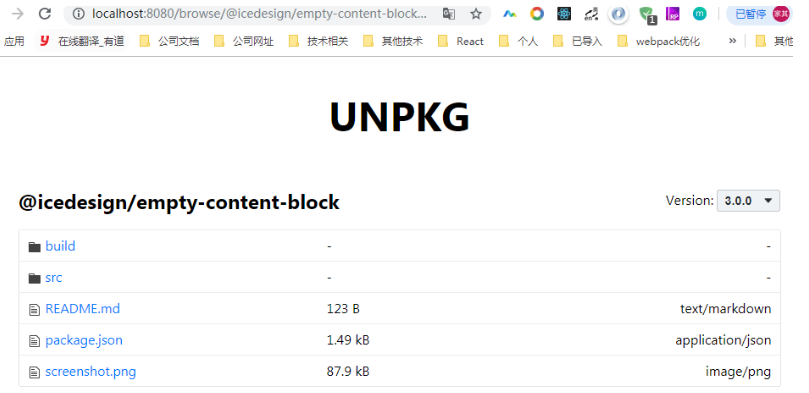 localhost:8080/browse/@icedesign/empty-content-block...
已暂停
家其
应用 在线翻译_有道 公司文档 公司网址 技术相关 其他技术 React 个人 已导入 webpack优化 » 其他
UNPKG
@icedesign/empty-content-block Version: 3.0.0
build - -
src - -
README.md 123 B text/markdown
package.json 1.49 kB application/json
screenshot.png 87.9 kB image/png